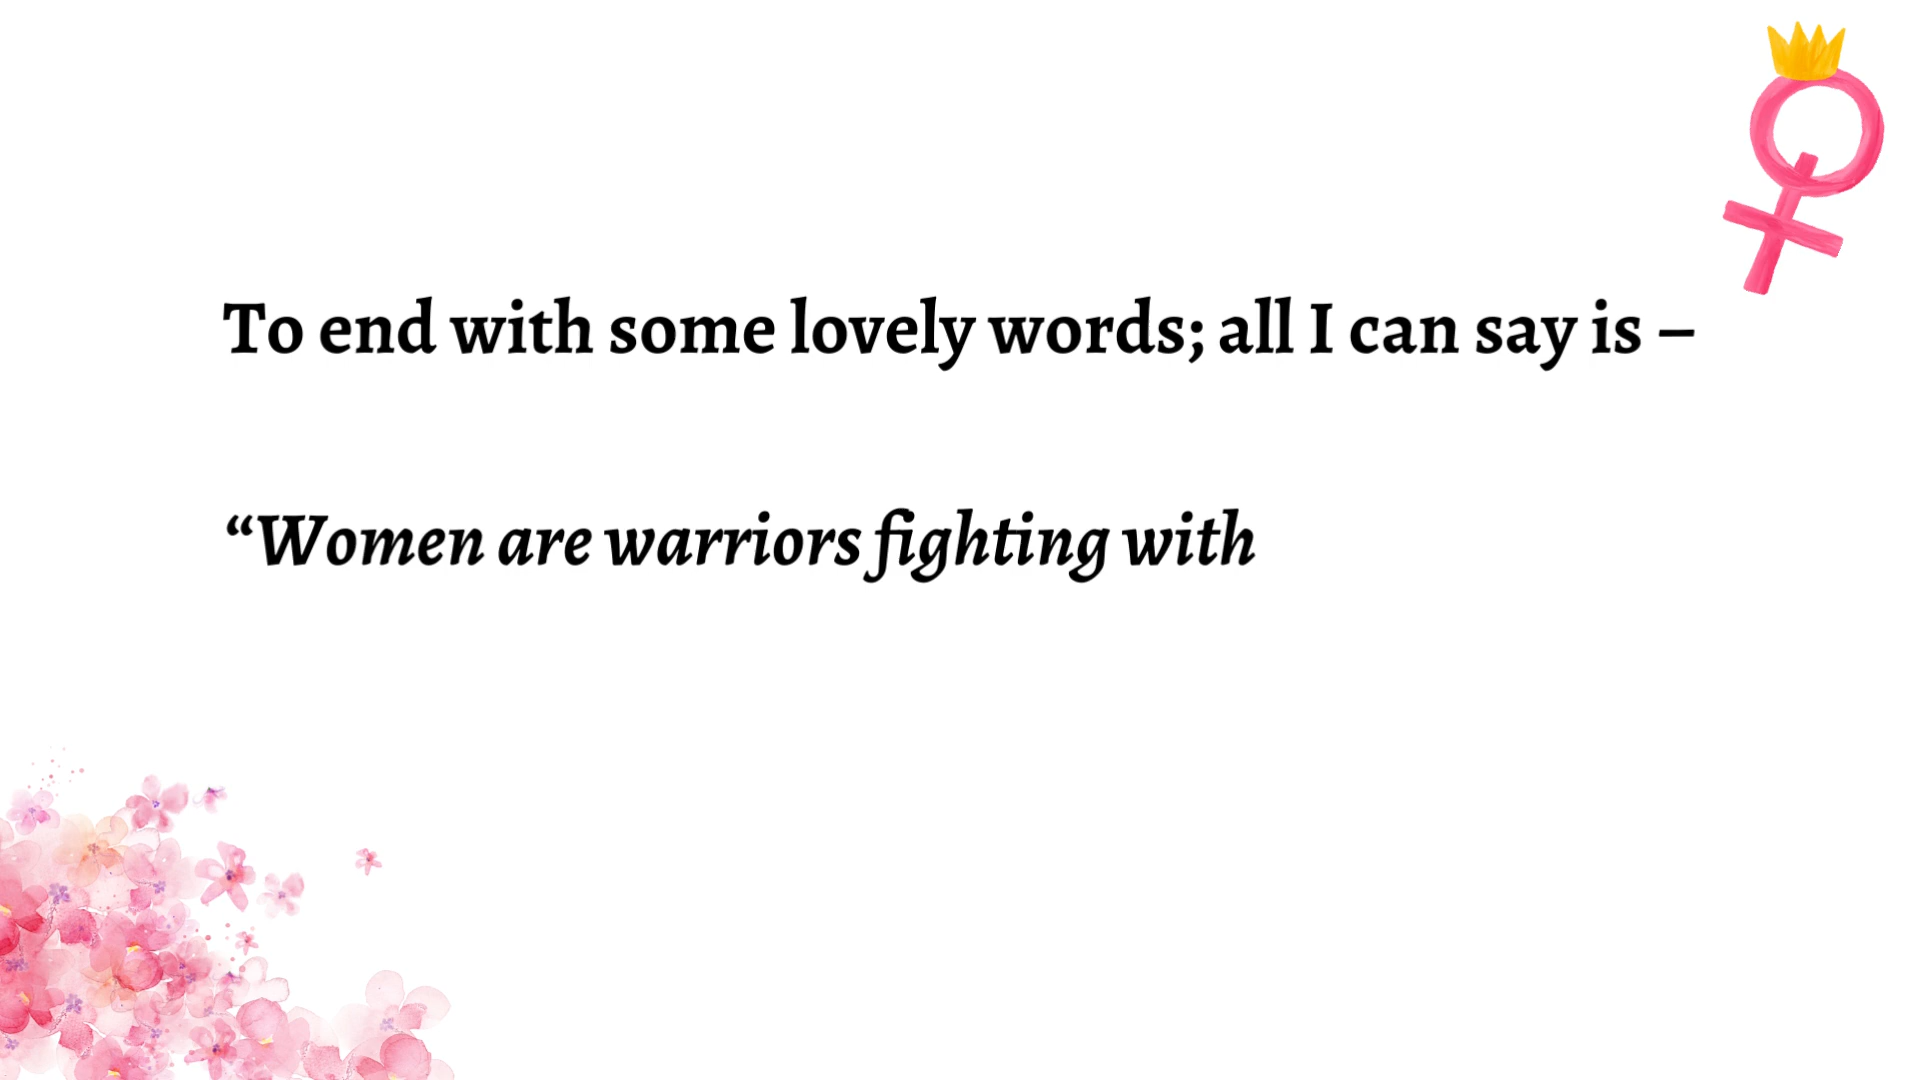 To end with some lovely words; all I can say is –
“Women are warriors fighting with